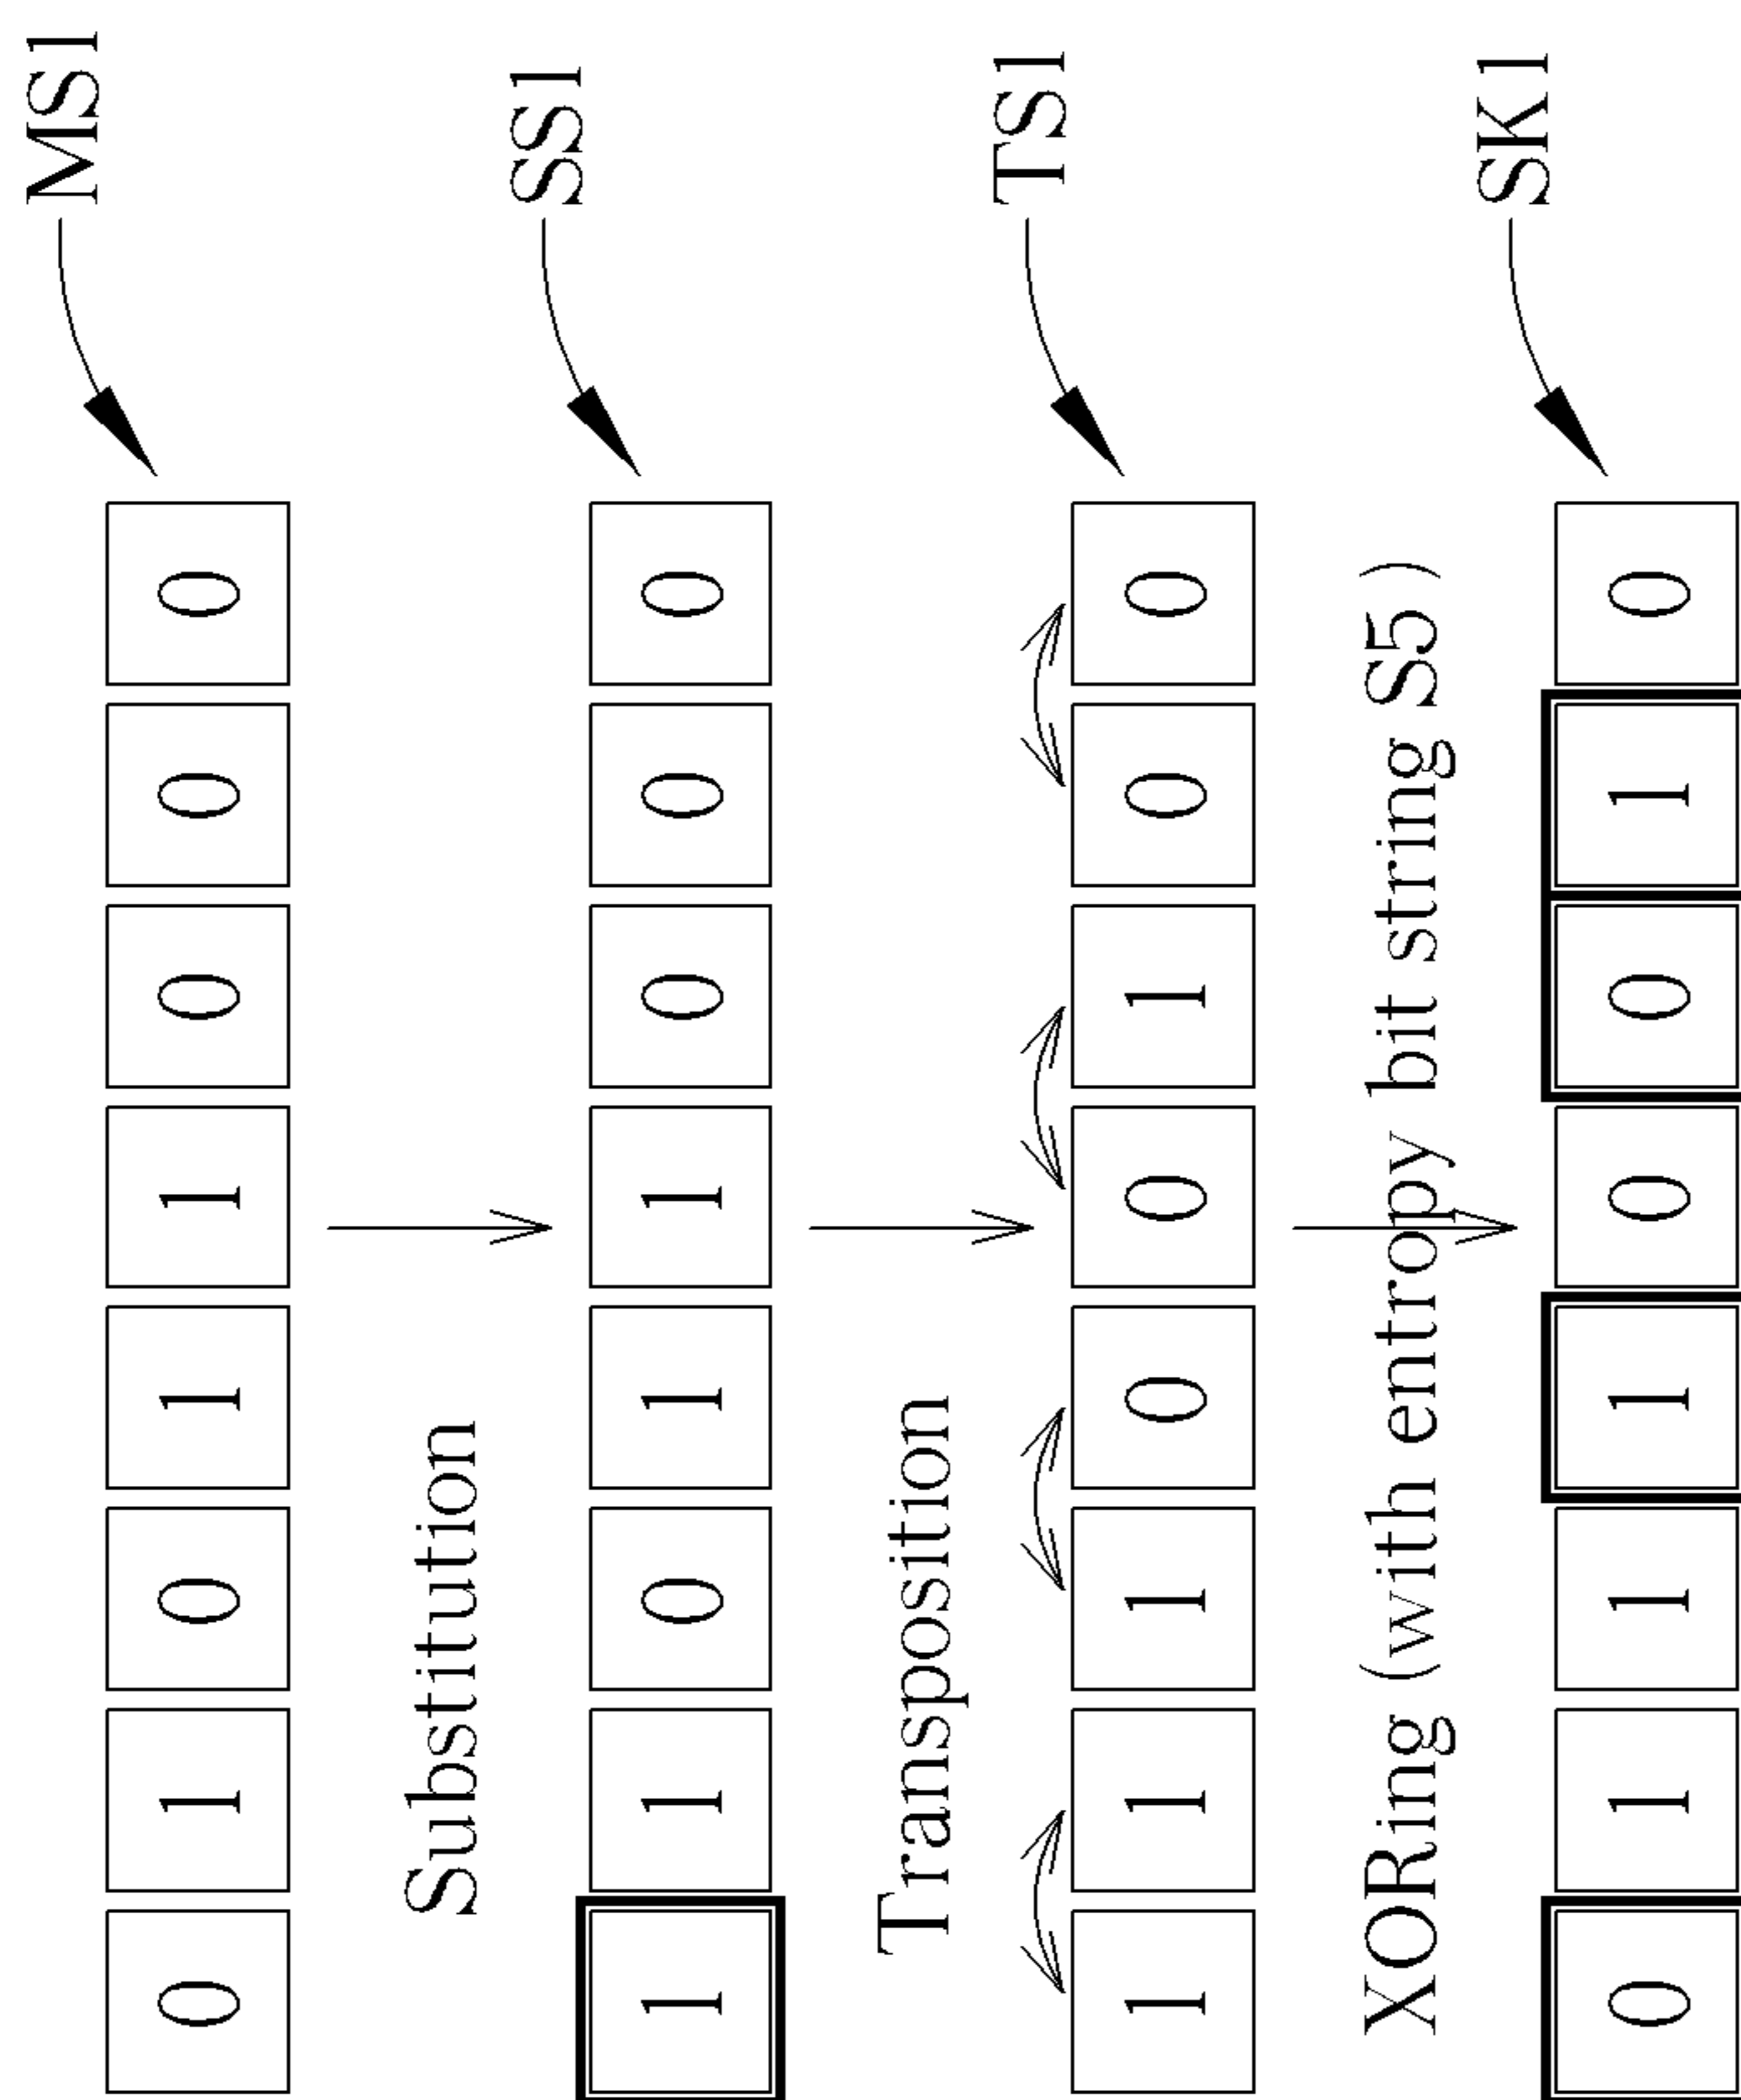 MS1
0 1 0 1 1 0 0 0
Substitution
SS1
1 1 0 1 1 0 0 0
Transposition
TS1
1 1 1 0 0 1 0 0
XORing (with entropy bit string S5)
SK1
0 1 1 1 0 0 1 0